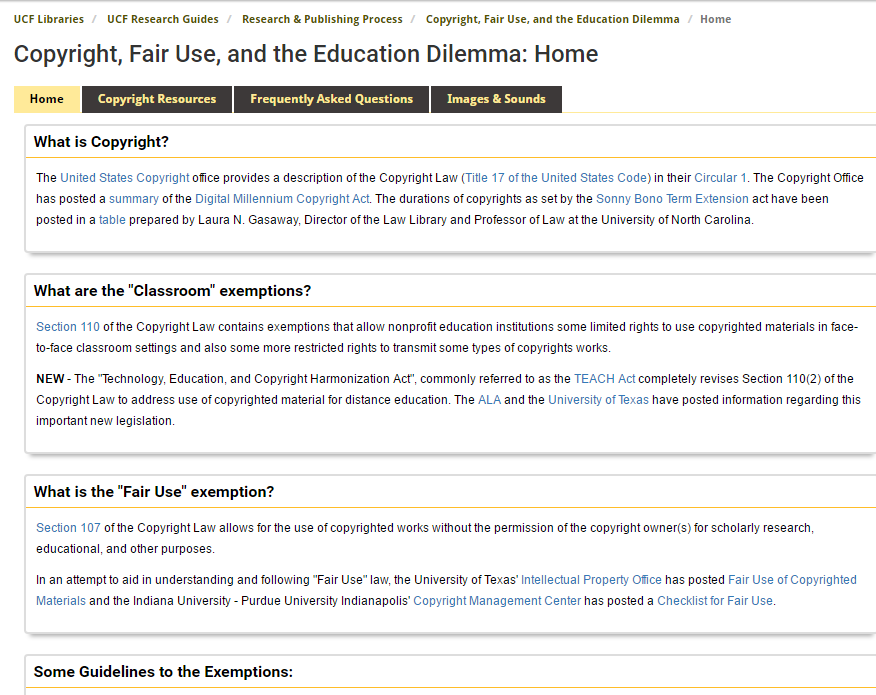 UCF Libraries / UCF Research Guides / Research & Publishing Process / Copyright, Fair Use, and the Education Dilemma / Home
Copyright, Fair Use, and the Education Dilemma: Home
Home Copyright Resources Frequently Asked Questions Images & Sounds
What is Copyright?
The United States Copyright office provides a description of the Copyright Law (Title 17 of the United States Code) in their Circular 1. The Copyright Office
has posted a summary of the Digital Millennium Copyright Act. The durations of copyrights as set by the Sonny Bono Term Extension act have been
posted in a table prepared by Laura N. Gasaway, Director of the Law Library and Professor of Law at the University of North Carolina.
What are the "Classroom" exemptions?
Section 110 of the Copyright Law contains exemptions that allow nonprofit education institutions some limited rights to use copyrighted materials in face-
to-face classroom settings and also some more restricted rights to transmit some types of copyrights works.
NEW - The "Technology, Education, and Copyright Harmonization Act", commonly referred to as the TEACH Act completely revises Section 110(2) of the
Copyright Law to address use of copyrighted material for distance education. The ALA and the University of Texas have posted information regarding this
important new legislation.
What is the "Fair Use" exemption?
Section 107 of the Copyright Law allows for the use of copyrighted works without the permission of the copyright owner(s) for scholarly research,
educational, and other purposes.
In an attempt to aid in understanding and following "Fair Use" law, the University of Texas' Intellectual Property Office has posted Fair Use of Copyrighted
Materials and the Indiana University - Purdue University Indianapolis' Copyright Management Center has posted a Checklist for Fair Use.
Some Guidelines to the Exemptions: